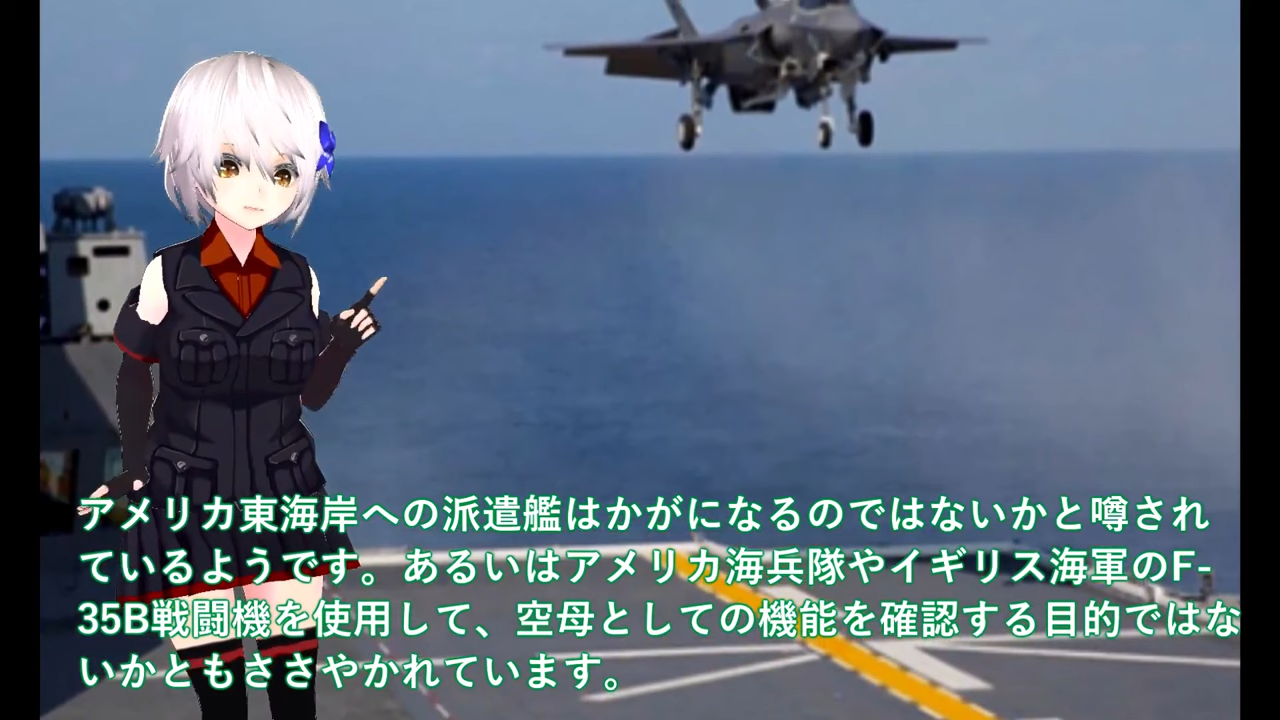 アメリカ東海岸への派遣艦はかがになるのではないかと噂され
ているようです。あるいはアメリカ海兵隊やイギリス海軍のF-
35B戦闘機を使用して、空母としての機能を確認する目的ではな
いかともささやかれています。